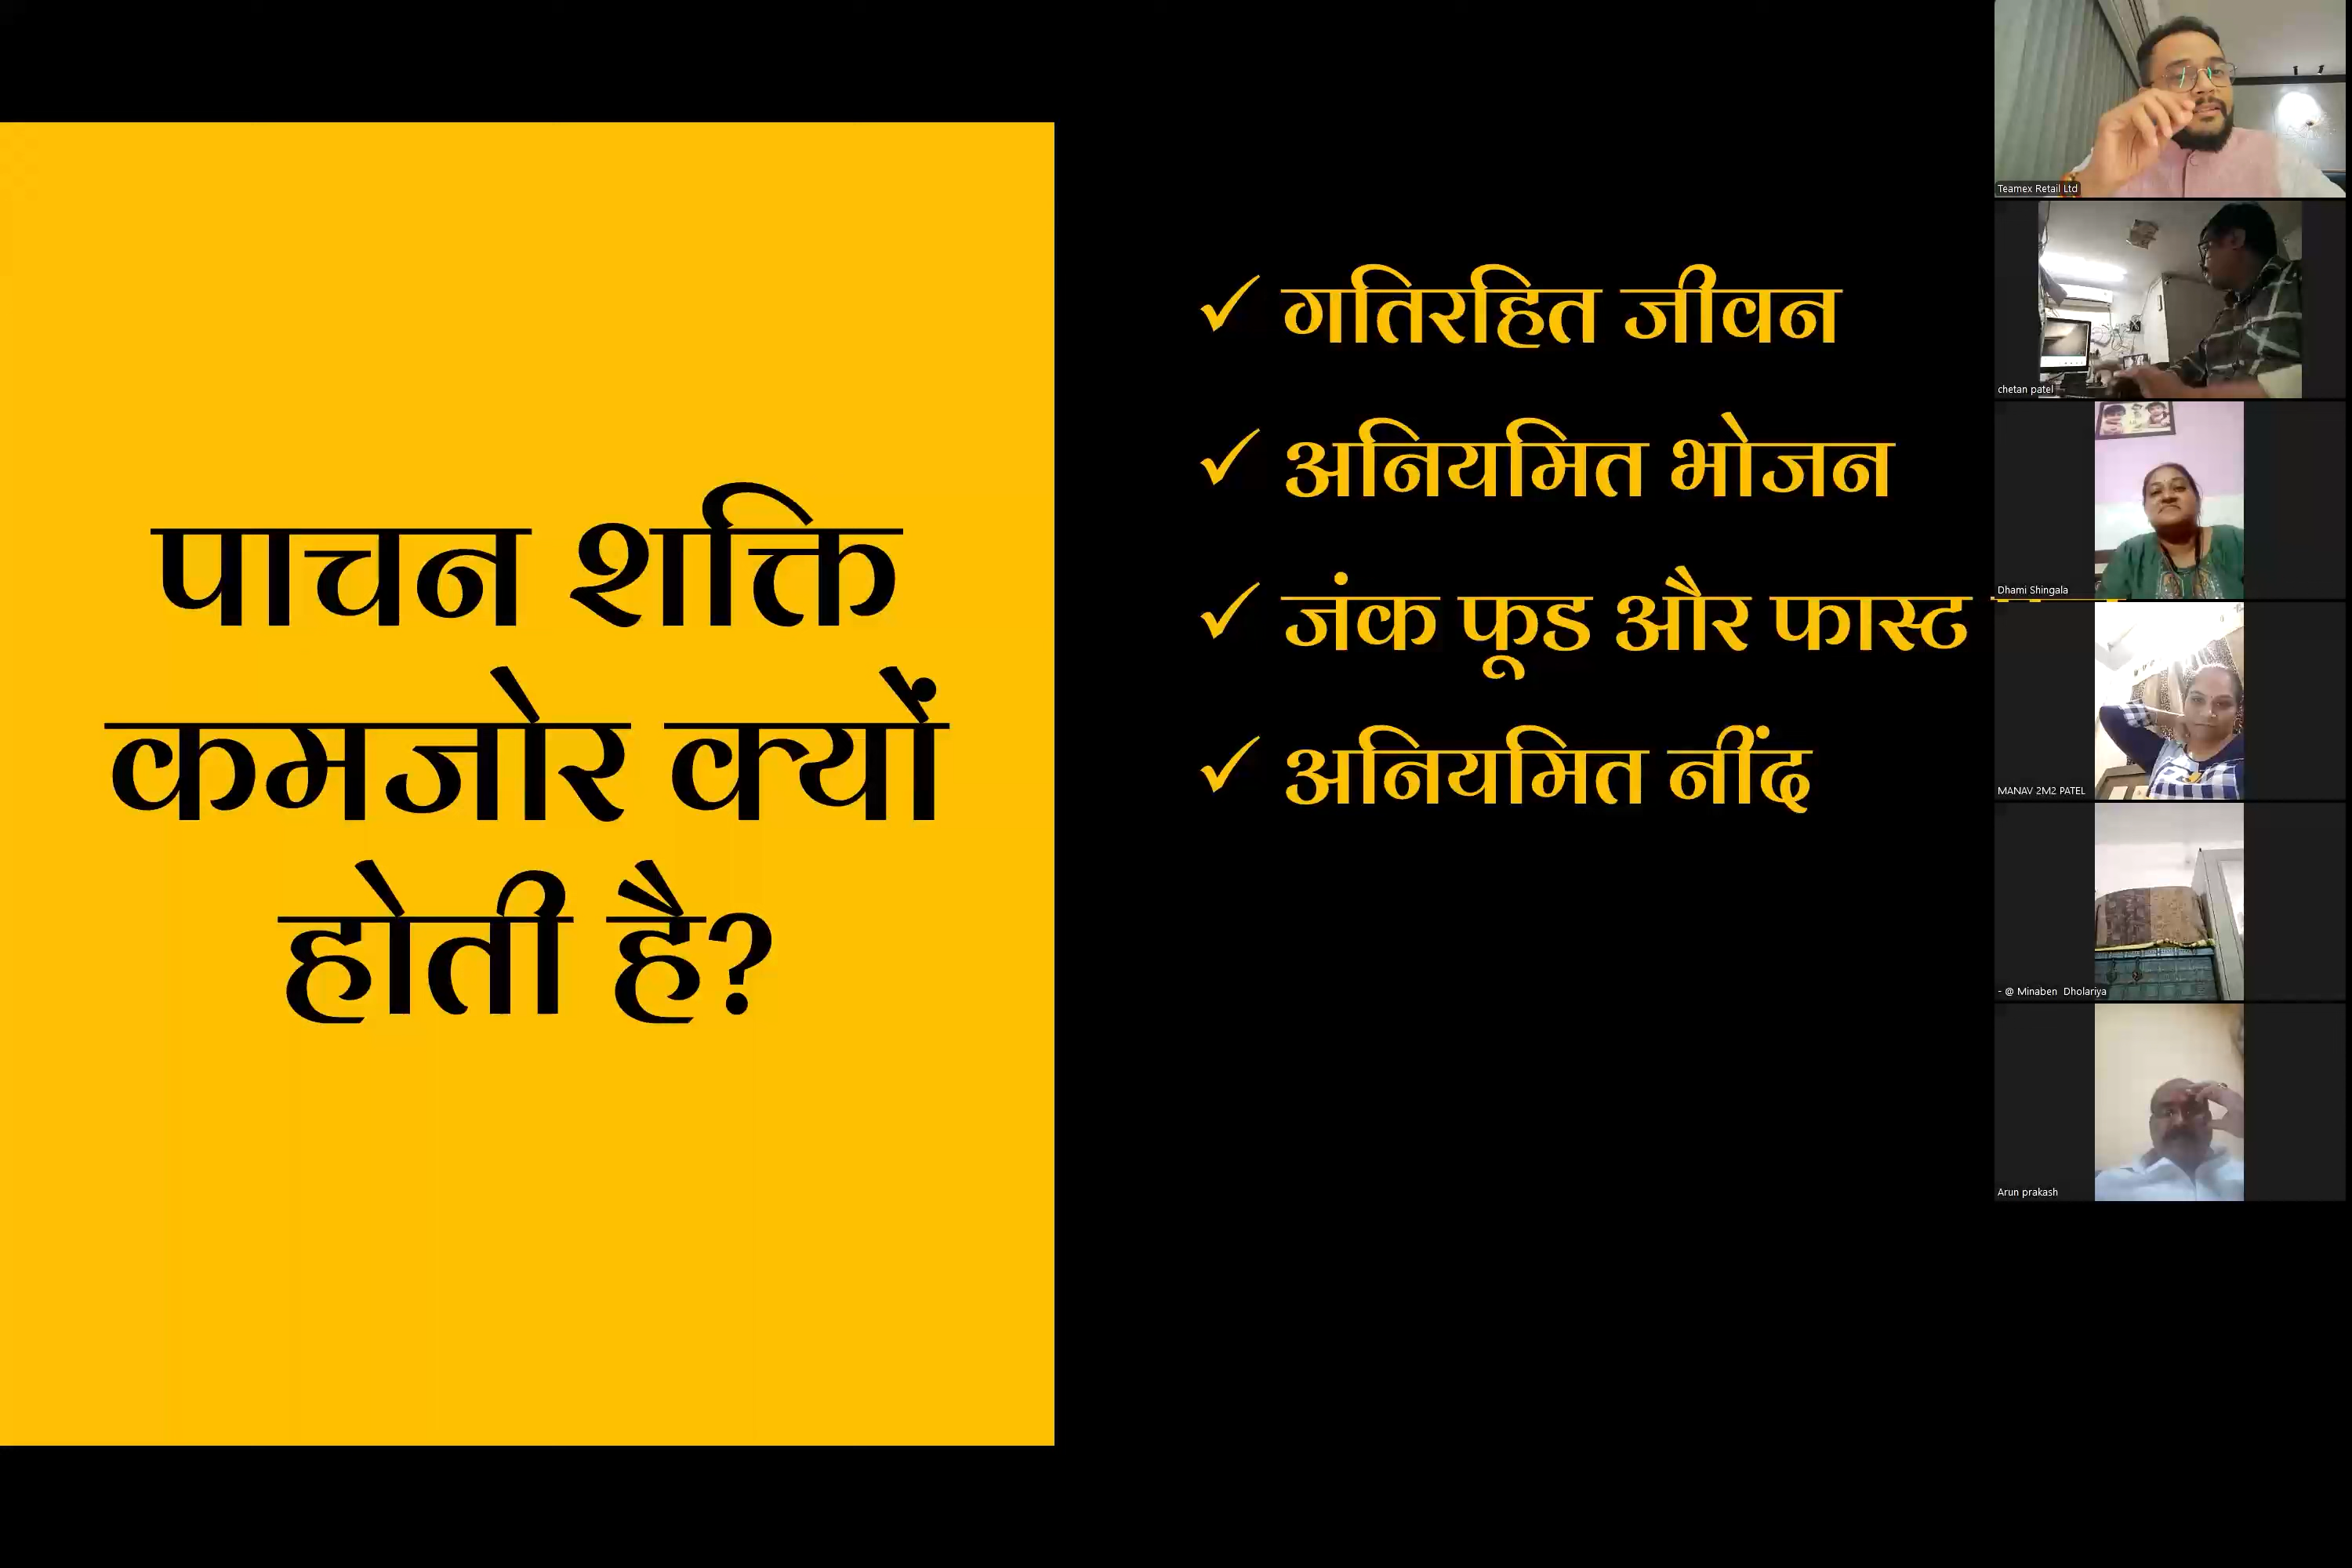 पाचन शक्ति
कमजोर क्यों
होती है?
✓ गतिरहित जीवन
✓ अनियमित भोजन
✓ जंक फूड और फास्ट
✓ अनियमित नींद
Teamex Retail Ltd
chetan patel
Dhami Shingala
MANAV 2M2 PATEL
- @ Minaben Dholariya
Arun prakash